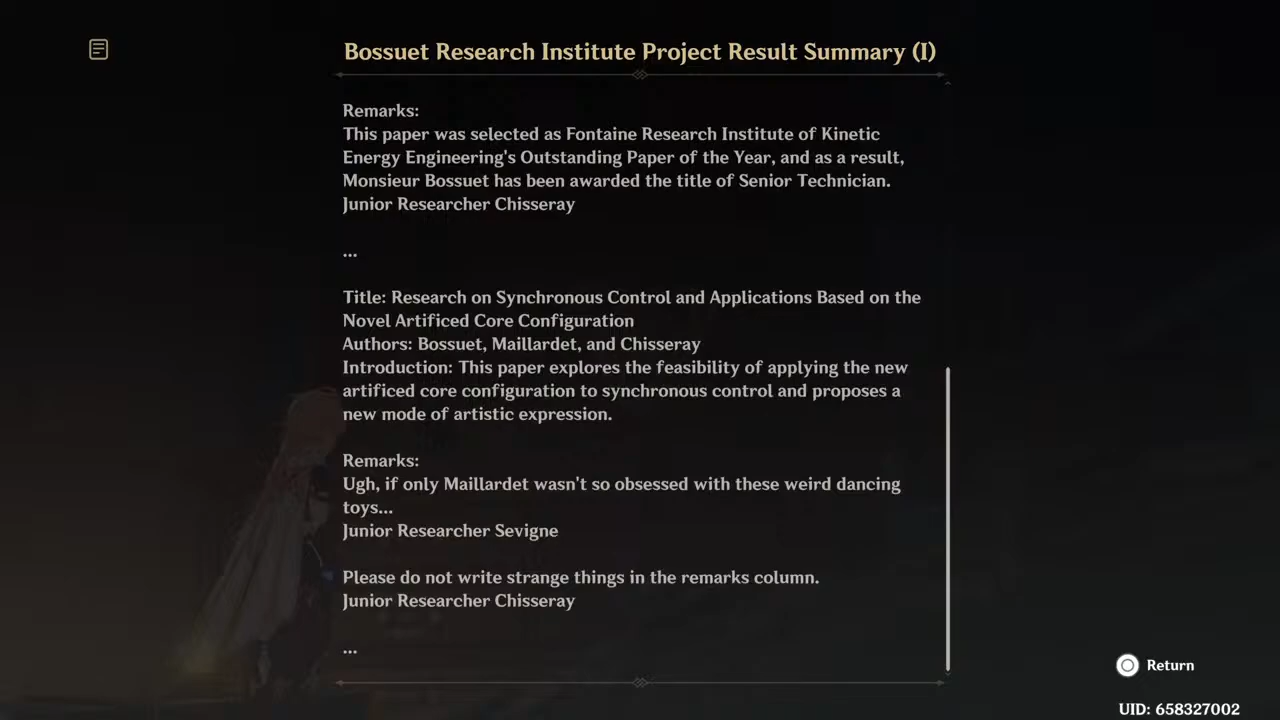 Bossuet Research Institute Project Result Summary (I)
Remarks:
This paper was selected as Fontaine Research Institute of Kinetic
Energy Engineering's Outstanding Paper of the Year, and as a result,
Monsieur Bossuet has been awarded the title of Senior Technician.
Junior Researcher Chisseray
...
Title: Research on Synchronous Control and Applications Based on the
Novel Artificed Core Configuration
Authors: Bossuet, Maillardet, and Chisseray
Introduction: This paper explores the feasibility of applying the new
artificed core configuration to synchronous control and proposes a
new mode of artistic expression.
Remarks:
Ugh, if only Maillardet wasn't so obsessed with these weird dancing
toys...
Junior Researcher Sevigne
Please do not write strange things in the remarks column.
Junior Researcher Chisseray
...
Return
UID: 658327002